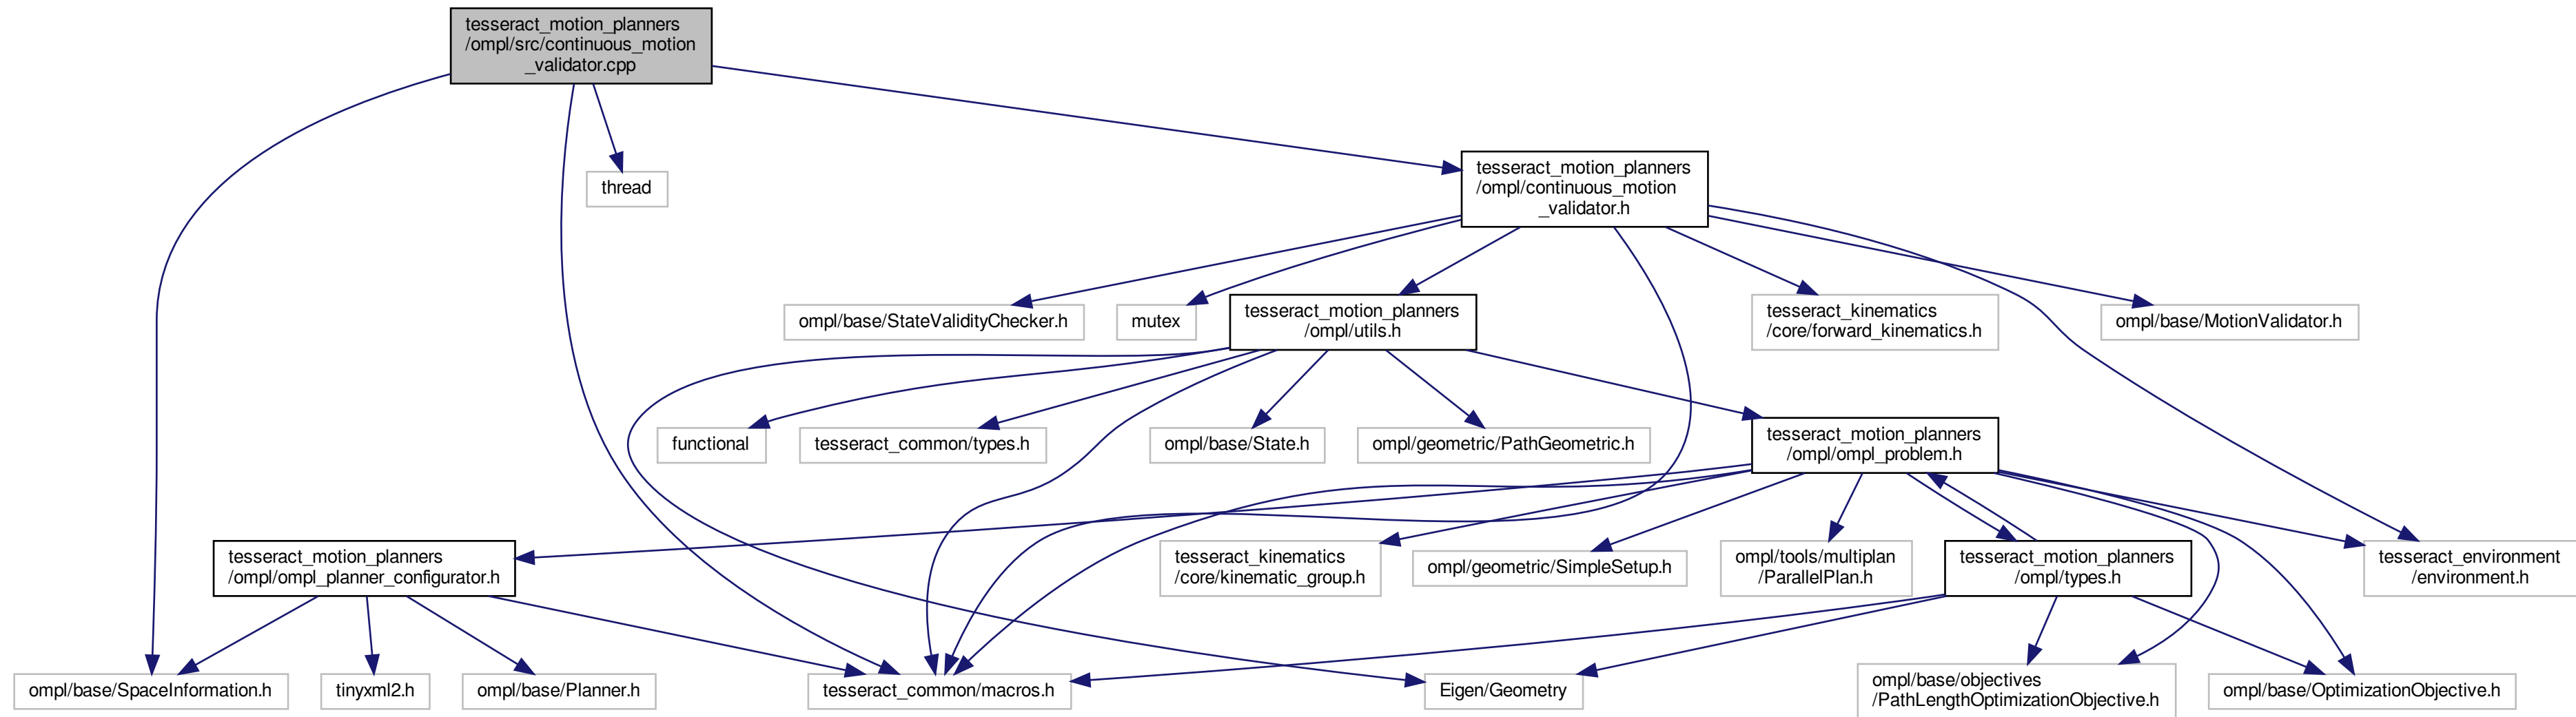 tesseract_motion_planners
/ompl/src/continuous_motion
_validator.cpp
thread
tesseract_motion_planners
/ompl/continuous_motion
_validator.h
ompl/base/StateValidityChecker.h
mutex
tesseract_motion_planners
/ompl/utils.h
tesseract_kinematics
/core/forward_kinematics.h
ompl/base/MotionValidator.h
functional
tesseract_common/types.h
ompl/base/State.h
ompl/geometric/PathGeometric.h
tesseract_motion_planners
/ompl/ompl_problem.h
tesseract_motion_planners
/ompl/ompl_planner_configurator.h
tesseract_kinematics
/core/kinematic_group.h
ompl/geometric/SimpleSetup.h
ompl/tools/multiplan
/ParallelPlan.h
tesseract_motion_planners
/ompl/types.h
tesseract_environment
/environment.h
ompl/base/SpaceInformation.h
tinyxml2.h
ompl/base/Planner.h
tesseract_common/macros.h
Eigen/Geometry
ompl/base/objectives
/PathLengthOptimizationObjective.h
ompl/base/OptimizationObjective.h